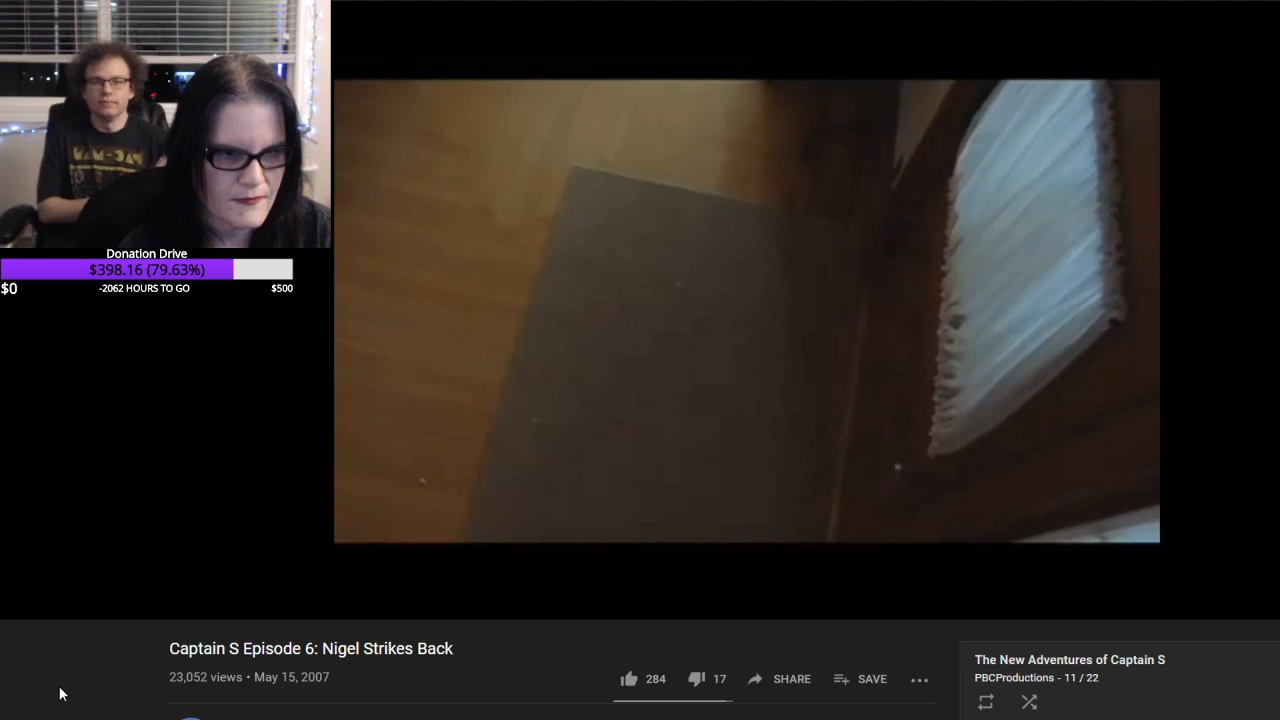 Donation Drive
$398.16 (79.63%)
$0
-2062 HOURS TO GO
$500
Captain S Episode 6: Nigel Strikes Back
23,052 views • May 15, 2007
284
17
SHARE
SAVE
The New Adventures of Captain S
PBCProductions - 11 / 22